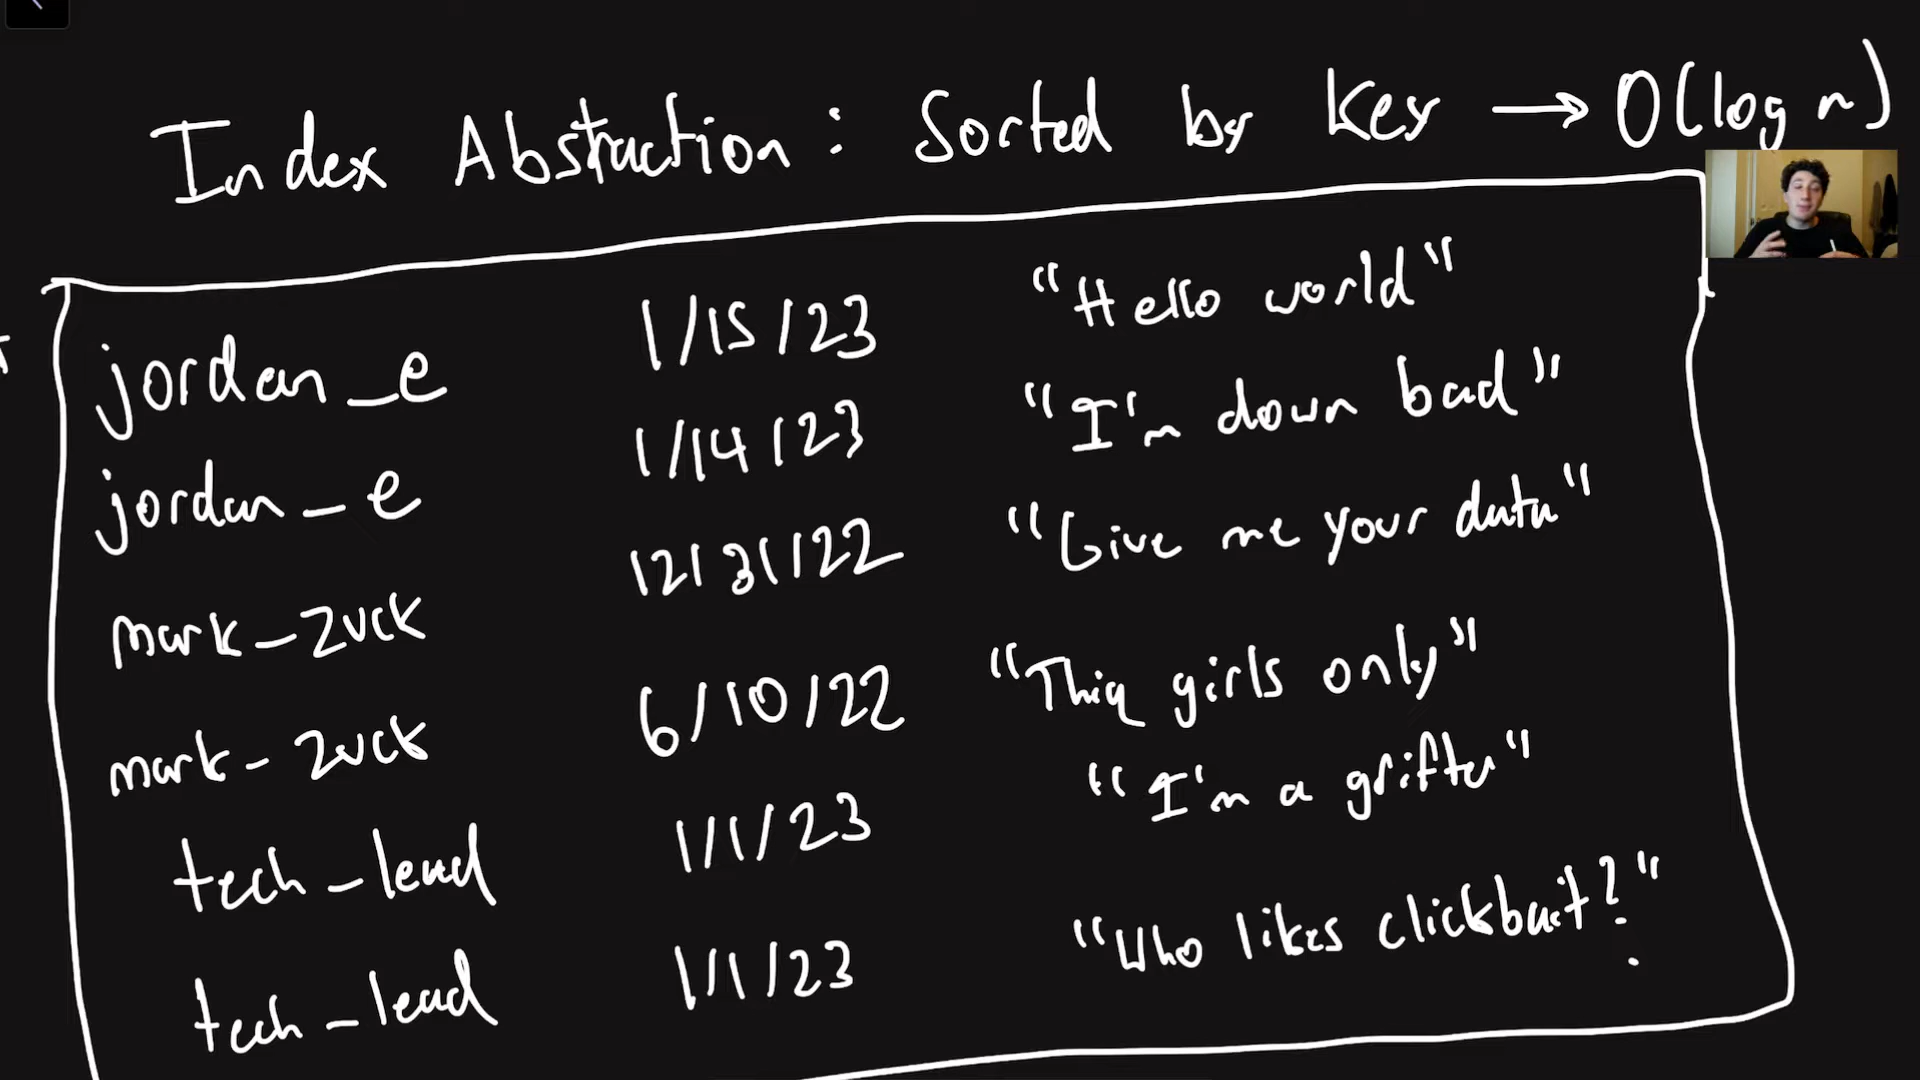 Index Abstraction: Sorted by Key → O(log n)
jordan_e 1/15/23 "Hello world"
jordan_e 1/14/23 "I'm down bad"
mark_zuck 12/31/22 "Give me your data"
mark_zuck 6/10/22 "Thiq girls only"
tech_lead 1/1/23 "I'm a grifter"
tech_lead 1/1/23 "Who likes clickbait?"